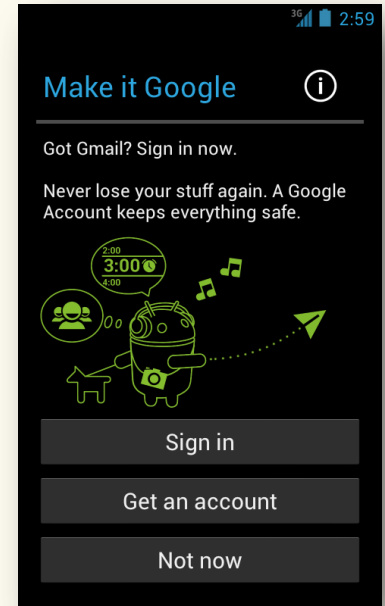 3G 2:59
Make it Google
Got Gmail? Sign in now.
Never lose your stuff again. A Google
Account keeps everything safe.
2:00
3:00
4:00
Sign in
Get an account
Not now